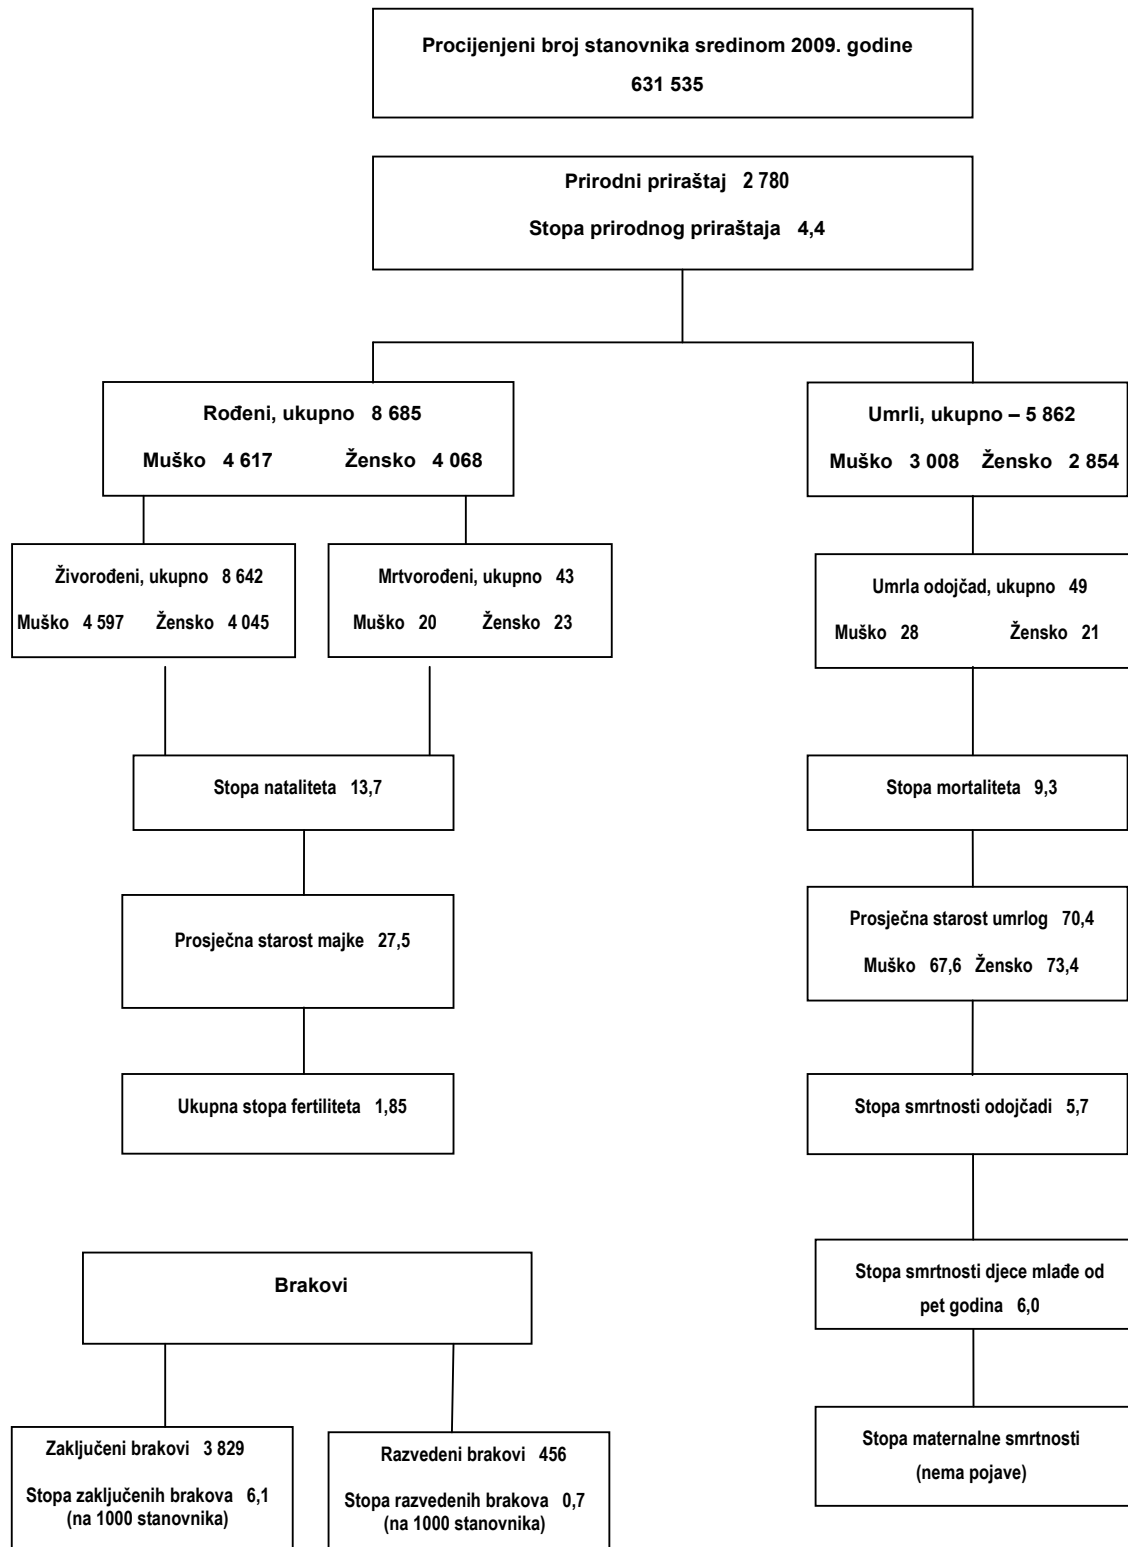 Procijenjeni broj stanovnika sredinom 2009. godine
631 535
Prirodni priraštaj 2 780
Stopa prirodnog priraštaja 4,4
Rođeni, ukupno 8 685
Muško 4 617 Žensko 4 068
Umrli, ukupno – 5 862
Muško 3 008 Žensko 2 854
Živorođeni, ukupno 8 642
Muško 4 597 Žensko 4 045
Mrtvorođeni, ukupno 43
Muško 20 Žensko 23
Umrla odojčad, ukupno 49
Muško 28 Žensko 21
Stopa nataliteta 13,7
Stopa mortaliteta 9,3
Prosječna starost majke 27,5
Prosječna starost umrlog 70,4
Muško 67,6 Žensko 73,4
Ukupna stopa fertiliteta 1,85
Stopa smrtnosti odojčadi 5,7
Brakovi
Stopa smrtnosti djece mlađe od
pet godina 6,0
Zaključeni brakovi 3 829
Stopa zaključenih brakova 6,1
(na 1000 stanovnika)
Razvedeni brakovi 456
Stopa razvedenih brakova 0,7
(na 1000 stanovnika)
Stopa maternalne smrtnosti
(nema pojave)